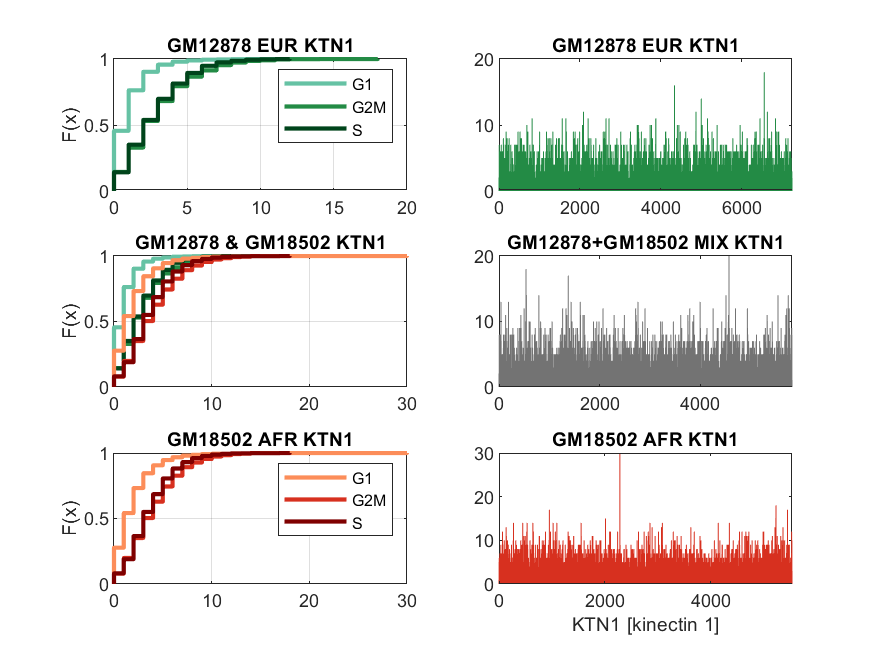 GM12878 EUR KTN1
1
0.5
0
F(x)
G1
G2M
S
0 5 10 15 20
GM12878 EUR KTN1
20
10
0
0 2000 4000 6000
GM12878 & GM18502 KTN1
1
0.5
0
F(x)
0 10 20 30
GM12878+GM18502 MIX KTN1
20
10
0
0 2000 4000
GM18502 AFR KTN1
1
0.5
0
F(x)
G1
G2M
S
0 10 20 30
GM18502 AFR KTN1
30
20
10
0
0 2000 4000
KTN1 [kinectin 1]